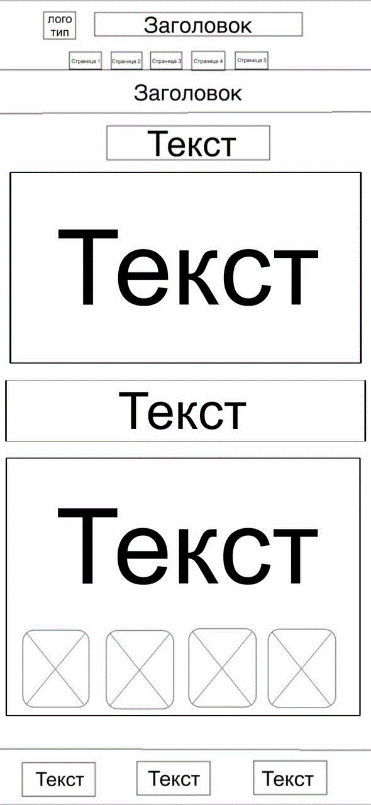 лого
тип
Заголовок
Страница 1 Страница 2 Страница 3 Страница 4 Страница 5
Заголовок
Текст
Текст
Текст
Текст
Текст Текст Текст